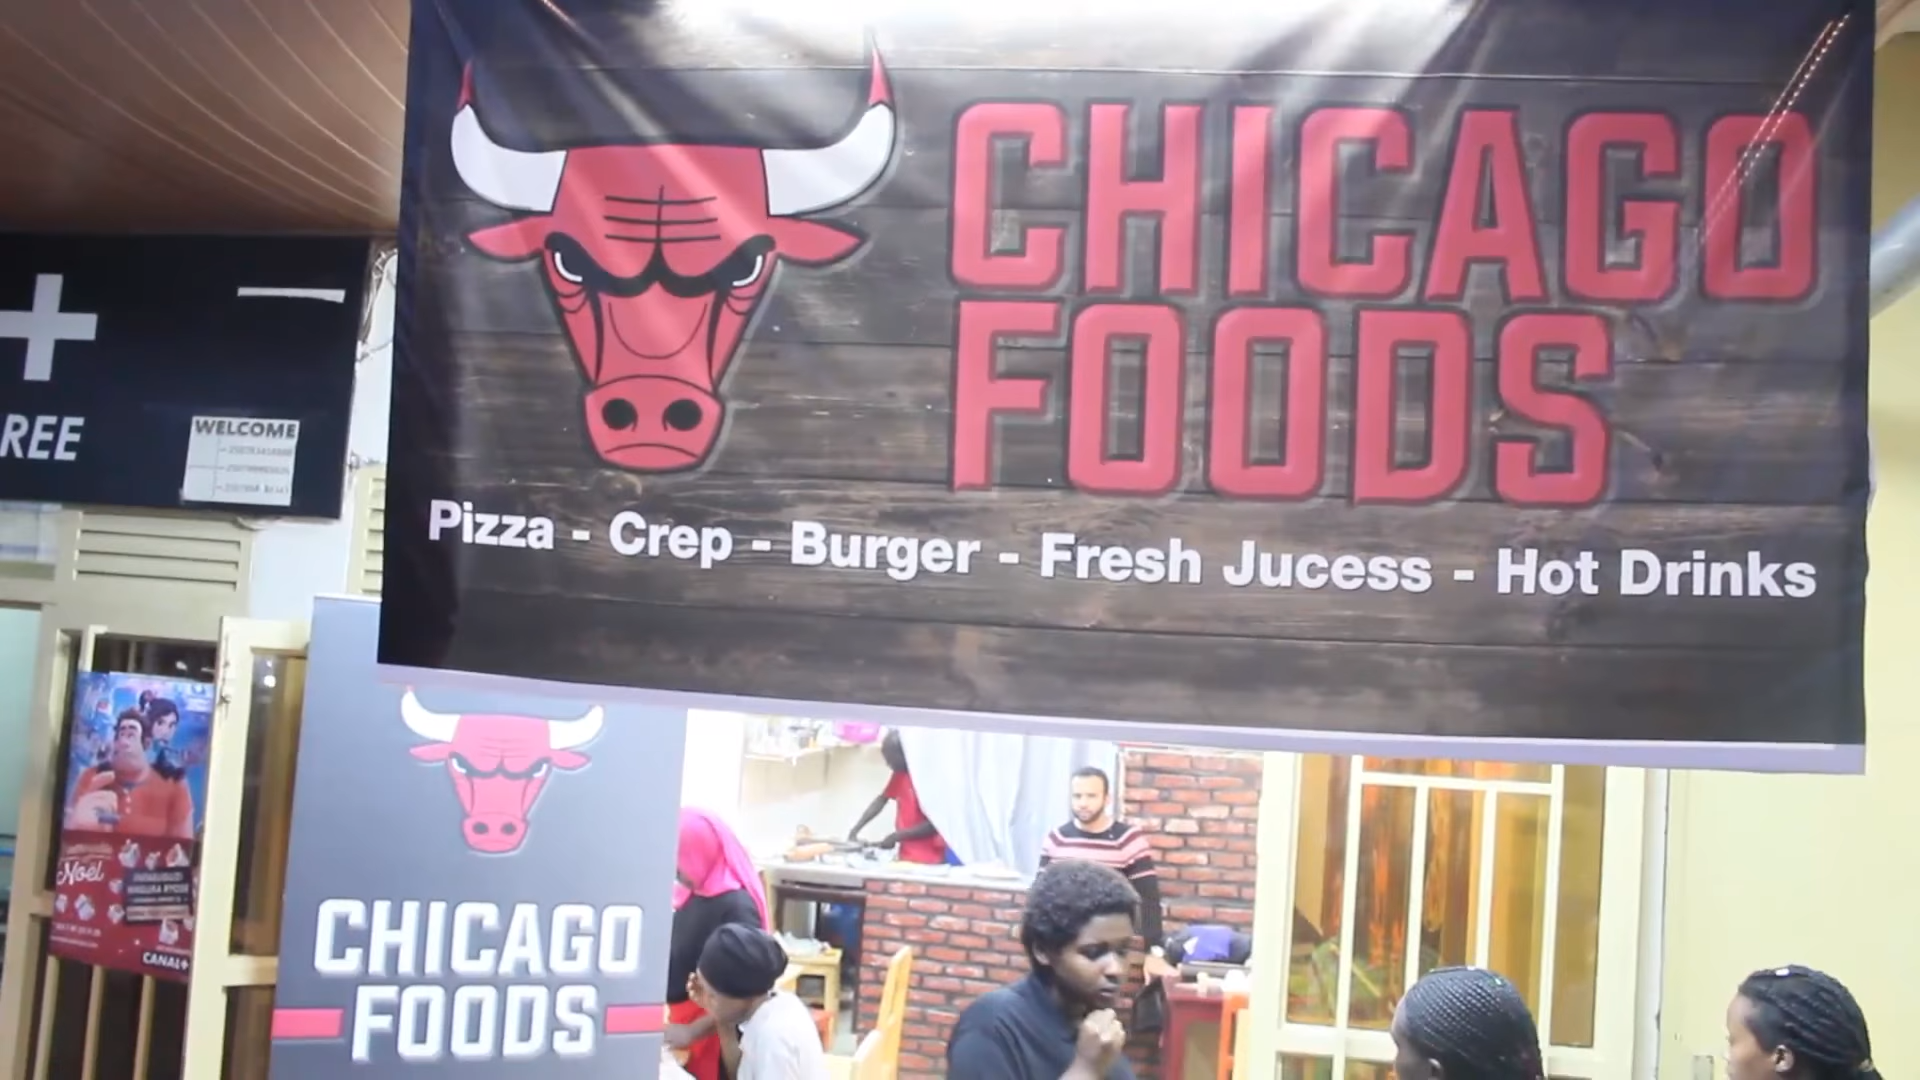 CHICAGO
FOODS
Pizza - Crep - Burger - Fresh Jucess - Hot Drinks
REE
WELCOME
CHICAGO
FOODS
Noël
CANAL+